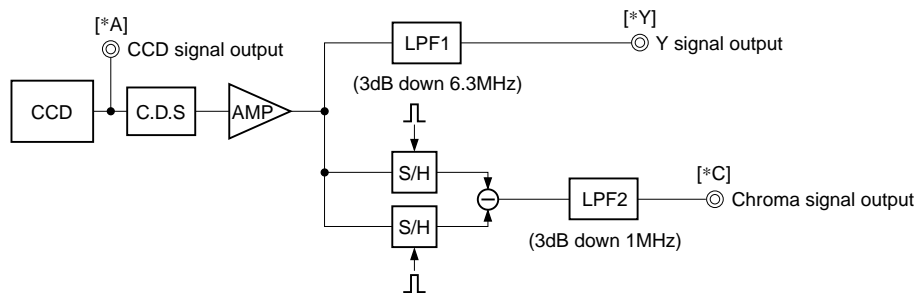 [*A]
CCD signal output
[*Y]
Y signal output
LPF1
(3dB down 6.3MHz)
CCD
C.D.S
AMP
S/H
S/H
LPF2
(3dB down 1MHz)
[*C]
Chroma signal output